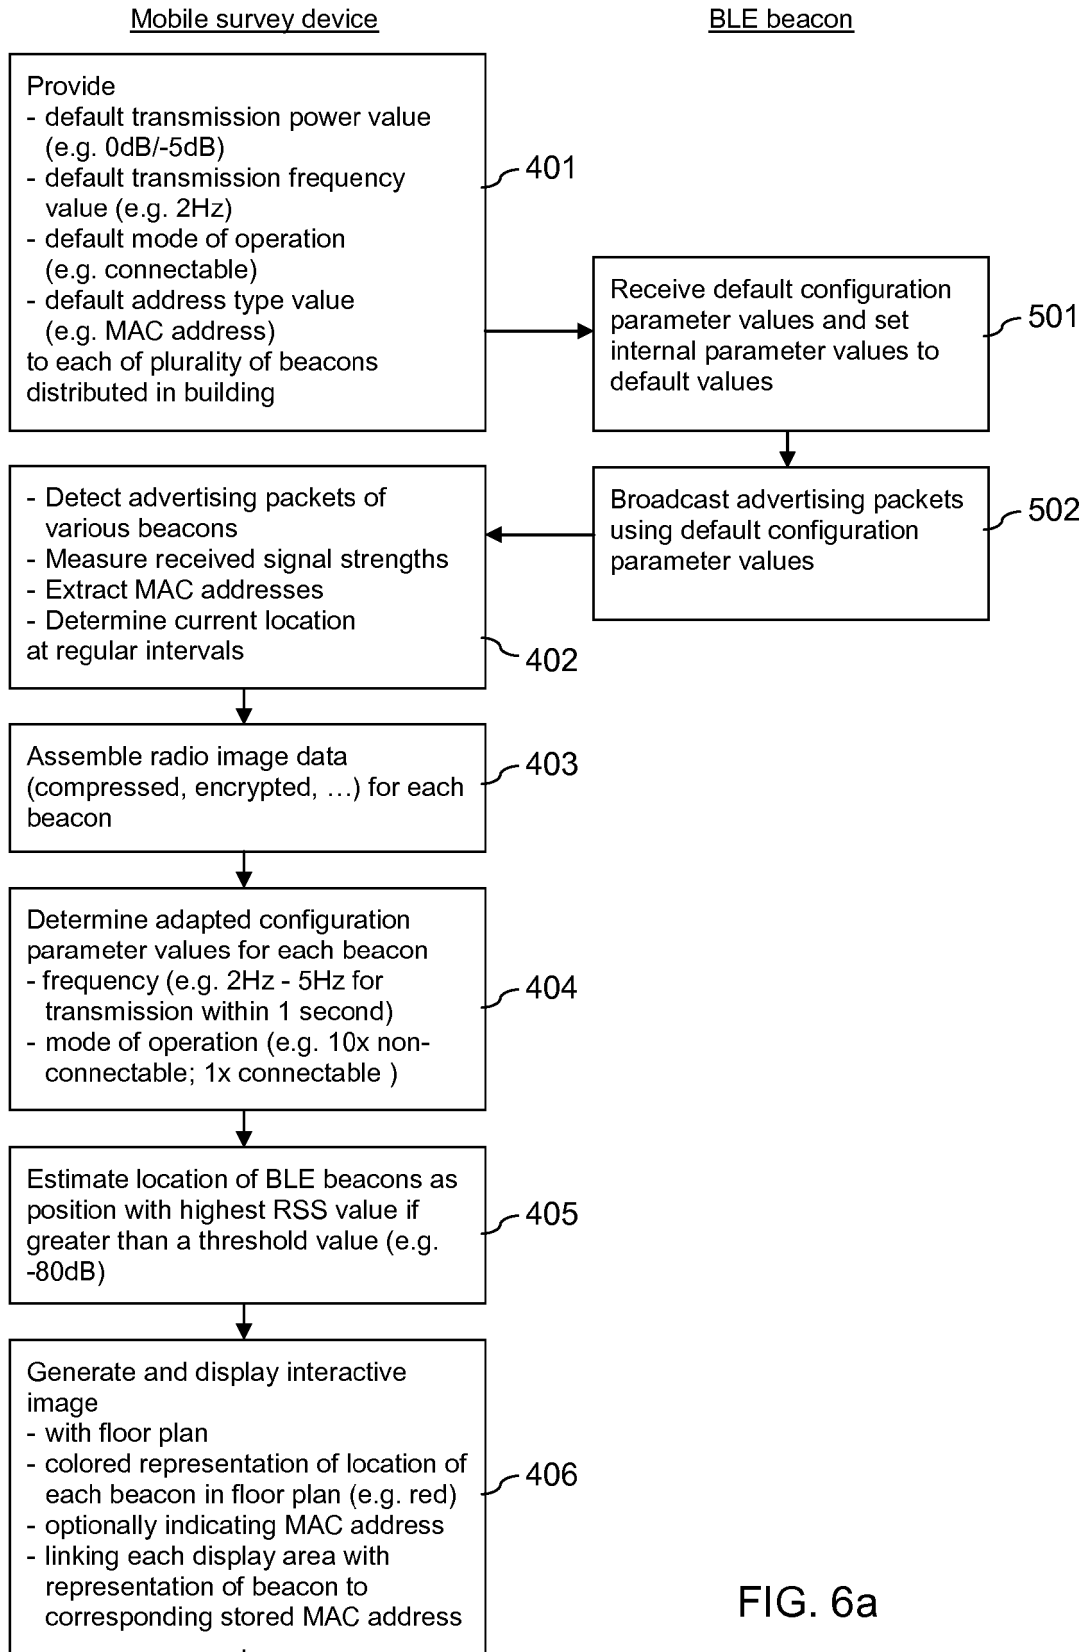 Mobile survey device
BLE beacon
Provide
- default transmission power value
(e.g. 0dB/-5dB)
- default transmission frequency
value (e.g. 2Hz)
- default mode of operation
(e.g. connectable)
- default address type value
(e.g. MAC address)
to each of plurality of beacons
distributed in building
401
Receive default configuration
parameter values and set
internal parameter values to
default values
501
- Detect advertising packets of
various beacons
- Measure received signal strengths
- Extract MAC addresses
- Determine current location
at regular intervals
402
Broadcast advertising packets
using default configuration
parameter values
502
Assemble radio image data
(compressed, encrypted, …) for each
beacon
403
Determine adapted configuration
parameter values for each beacon
- frequency (e.g. 2Hz - 5Hz for
transmission within 1 second)
- mode of operation (e.g. 10x non-
connectable; 1x connectable )
404
Estimate location of BLE beacons as
position with highest RSS value if
greater than a threshold value (e.g.
-80dB)
405
Generate and display interactive
image
- with floor plan
- colored representation of location of
each beacon in floor plan (e.g. red)
- optionally indicating MAC address
- linking each display area with
representation of beacon to
corresponding stored MAC address
406
FIG. 6a